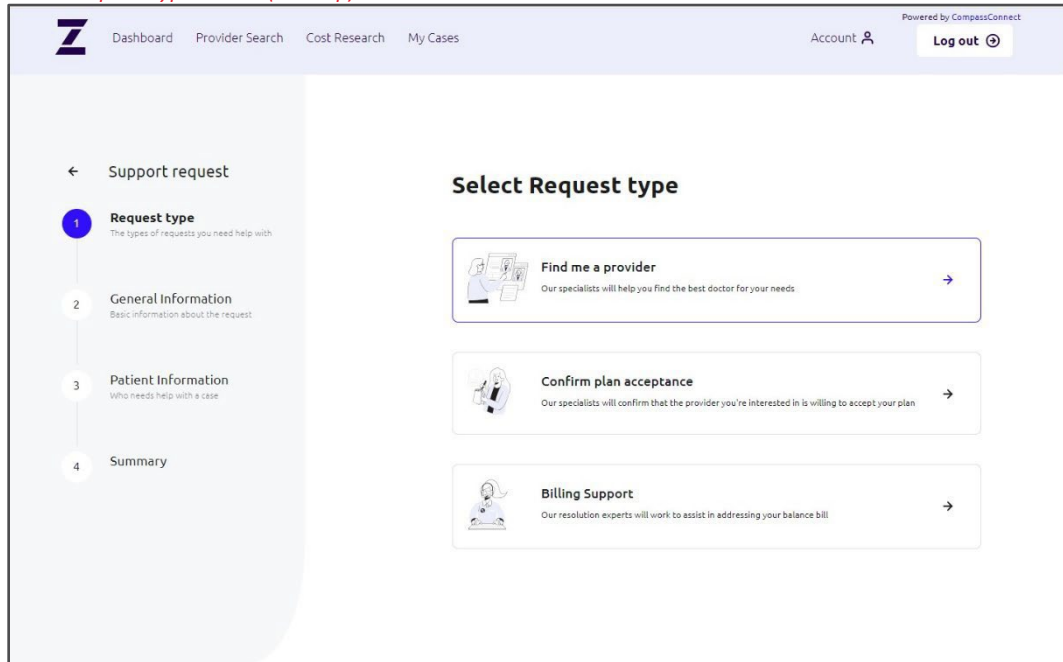 Powered by CompassConnect
Dashboard Provider Search Cost Research My Cases Account Log out
Support request
1 Request type
The types of requests you need help with
2 General Information
Basic information about the request
3 Patient Information
Who needs help with a case
4 Summary
Select Request type
Find me a provider
Our specialists will help you find the best doctor for your needs
Confirm plan acceptance
Our specialists will confirm that the provider you're interested in is willing to accept your plan
Billing Support
Our resolution experts will work to assist in addressing your balance bill